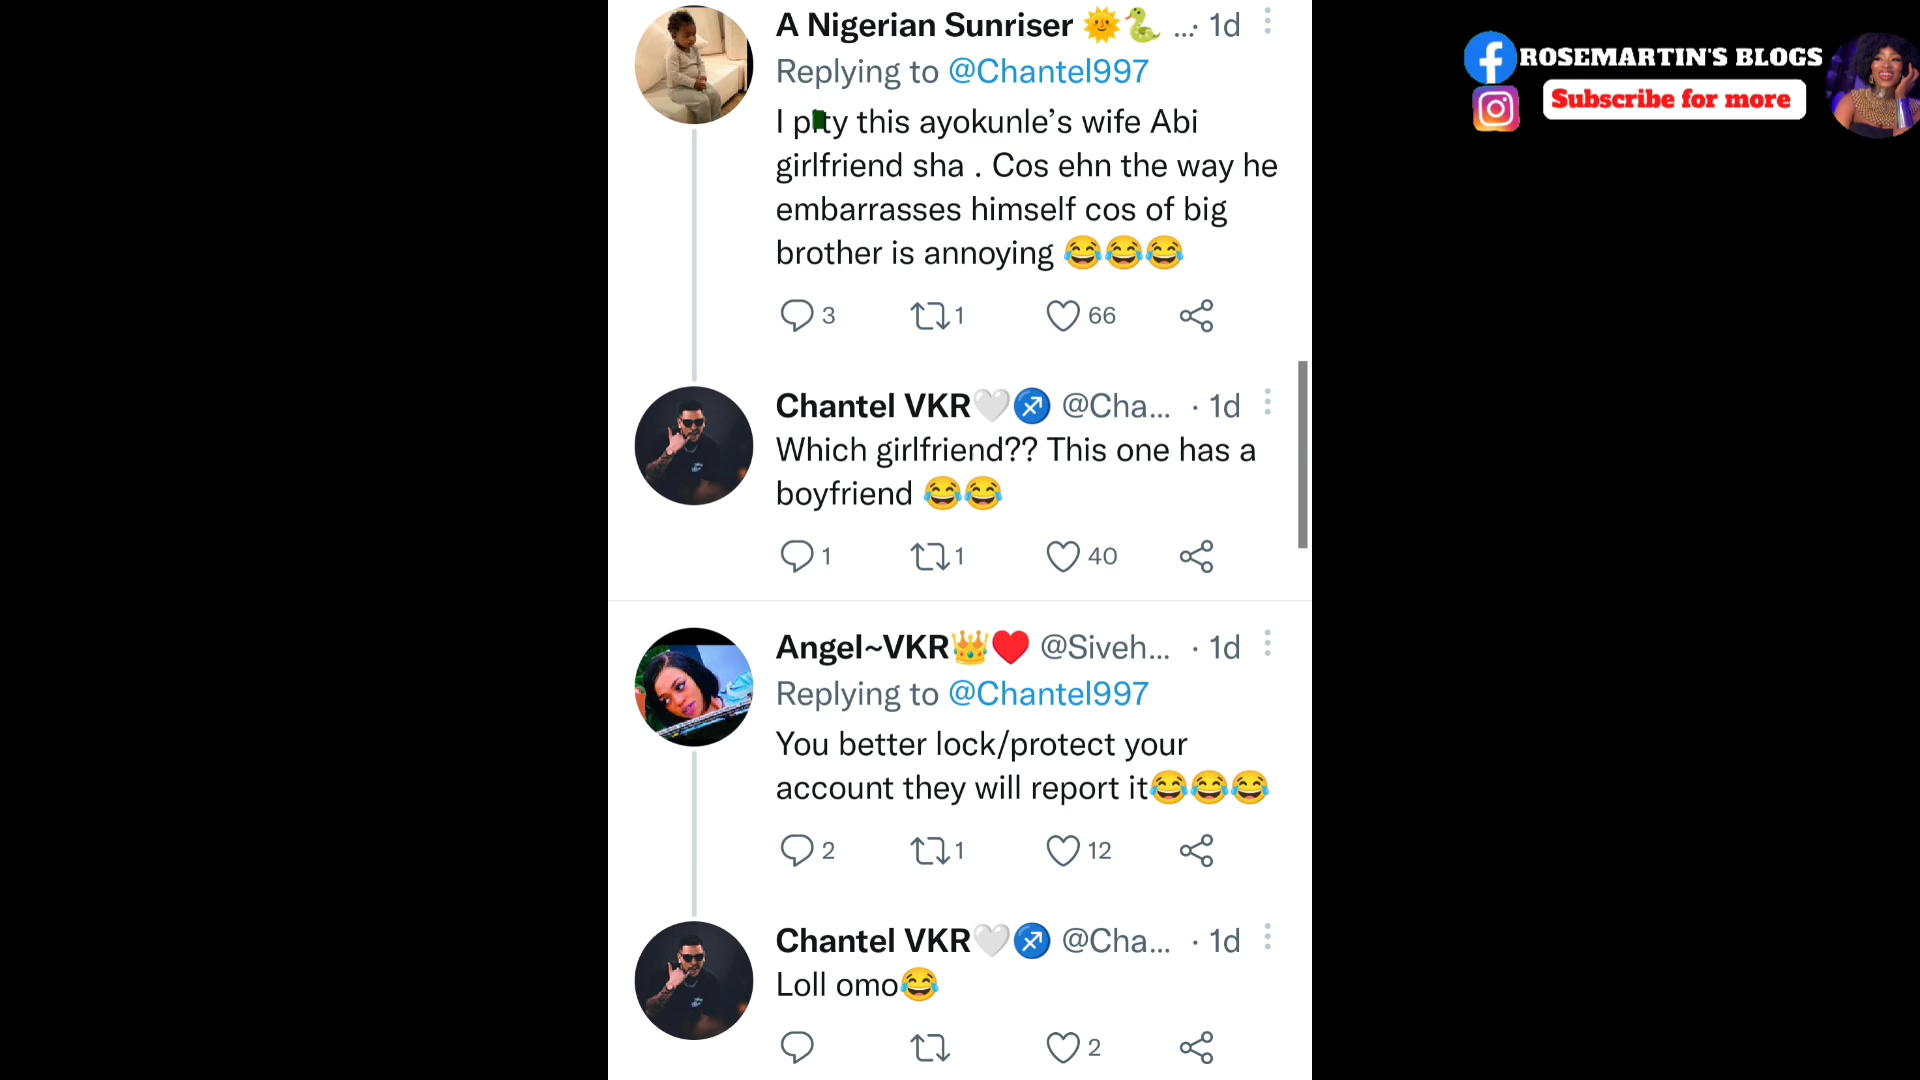 A Nigerian Sunriser 🌞🐍 ...· 1d
Replying to @Chantel997
I pity this ayokunle’s wife Abi
girlfriend sha . Cos ehn the way he
embarrasses himself cos of big
brother is annoying 😂😂😂
3 1 66
Chantel VKR🤍♐ @Cha... · 1d
Which girlfriend?? This one has a
boyfriend 😂😂
1 1 40
Angel~VKR👑❤️ @Siveh... · 1d
Replying to @Chantel997
You better lock/protect your
account they will report it😂😂😂
2 1 12
Chantel VKR🤍♐ @Cha... · 1d
Loll omo😂
2
ROSEMARTIN'S BLOGS
Subscribe for more